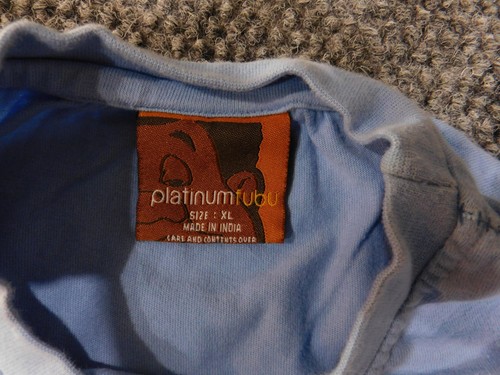 platinumfubu
SIZE : XL
MADE IN INDIA
CARE AND CONTENTS OVER